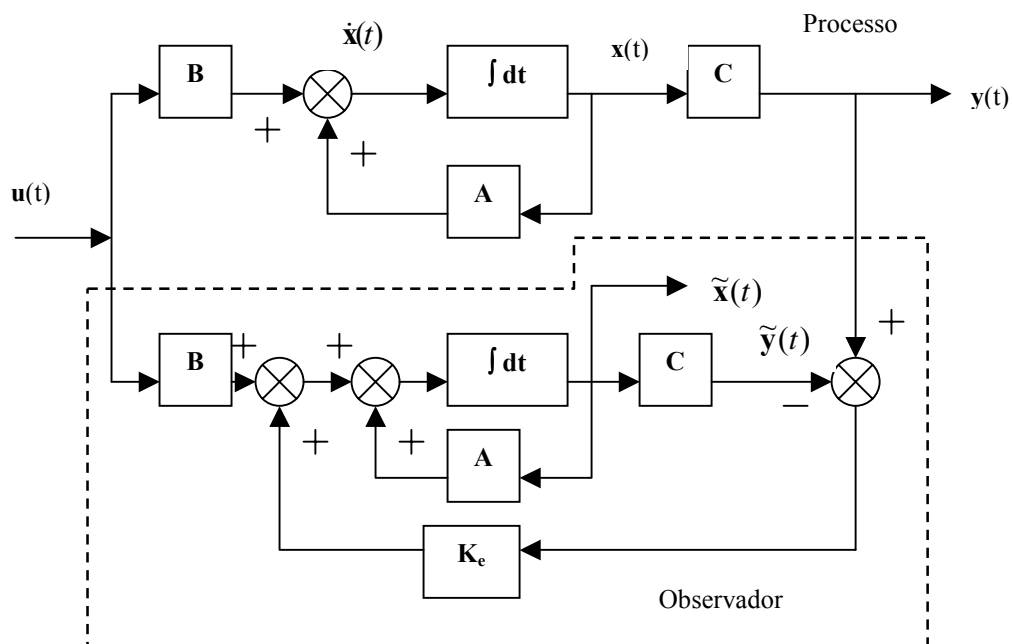 Processo
ẋ(t)
x(t)
B
∫ dt
C
y(t)
+
+
A
u(t)
x̃(t)
+
B
+
+
∫ dt
C
ỹ(t)
−
+
+
A
Kₑ
Observador